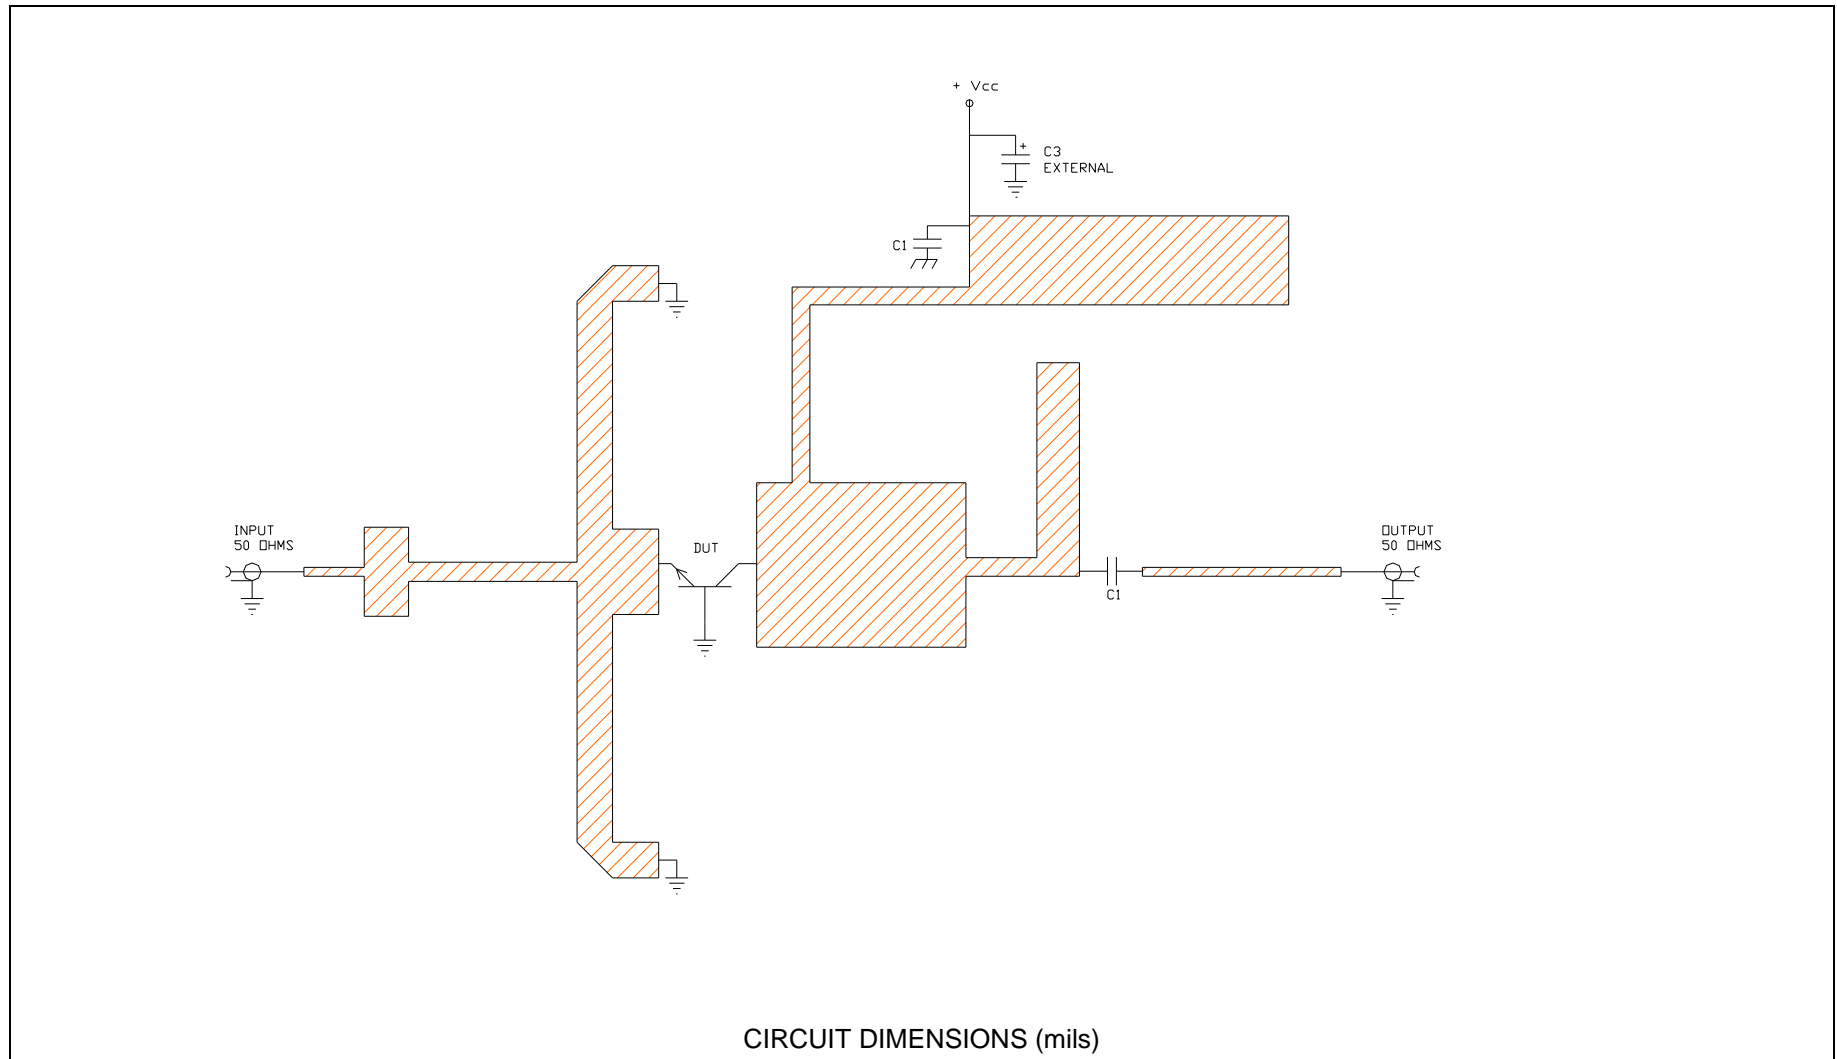 + Vcc
+
C3
EXTERNAL
C1
INPUT
50 OHMS
DUT
OUTPUT
50 OHMS
C1
CIRCUIT DIMENSIONS (mils)